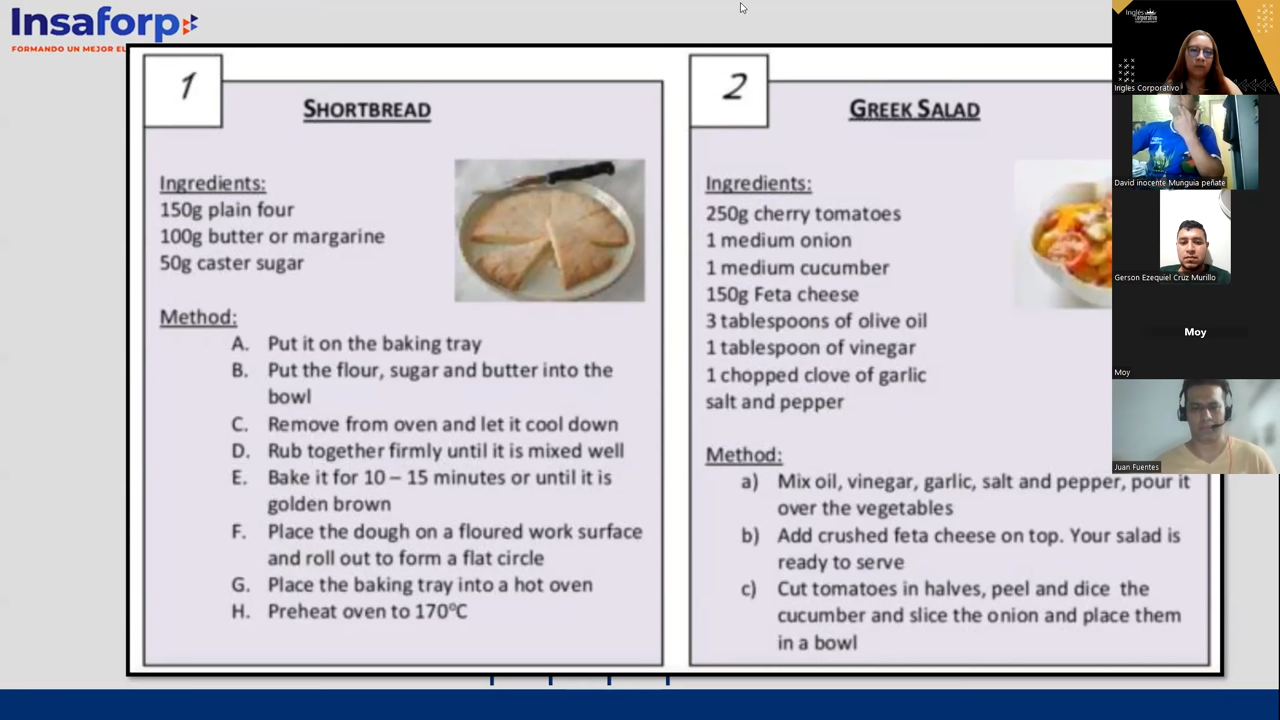 Insaforp
FORMANDO UN MEJOR EL
1
SHORTBREAD
Ingredients:
150g plain four
100g butter or margarine
50g caster sugar
Method:
A. Put it on the baking tray
B. Put the flour, sugar and butter into the
bowl
C. Remove from oven and let it cool down
D. Rub together firmly until it is mixed well
E. Bake it for 10 – 15 minutes or until it is
golden brown
F. Place the dough on a floured work surface
and roll out to form a flat circle
G. Place the baking tray into a hot oven
H. Preheat oven to 170°C
2
GREEK SALAD
Ingredients:
250g cherry tomatoes
1 medium onion
1 medium cucumber
150g Feta cheese
3 tablespoons of olive oil
1 tablespoon of vinegar
1 chopped clove of garlic
salt and pepper
Method:
a) Mix oil, vinegar, garlic, salt and pepper, pour it
over the vegetables
b) Add crushed feta cheese on top. Your salad is
ready to serve
c) Cut tomatoes in halves, peel and dice the
cucumber and slice the onion and place them
in a bowl
Inglés
Corporativo
Ingles Corporativo
David inocente Munguia peñate
Gerson Ezequiel Cruz Murillo
Moy
Moy
Juan Fuentes